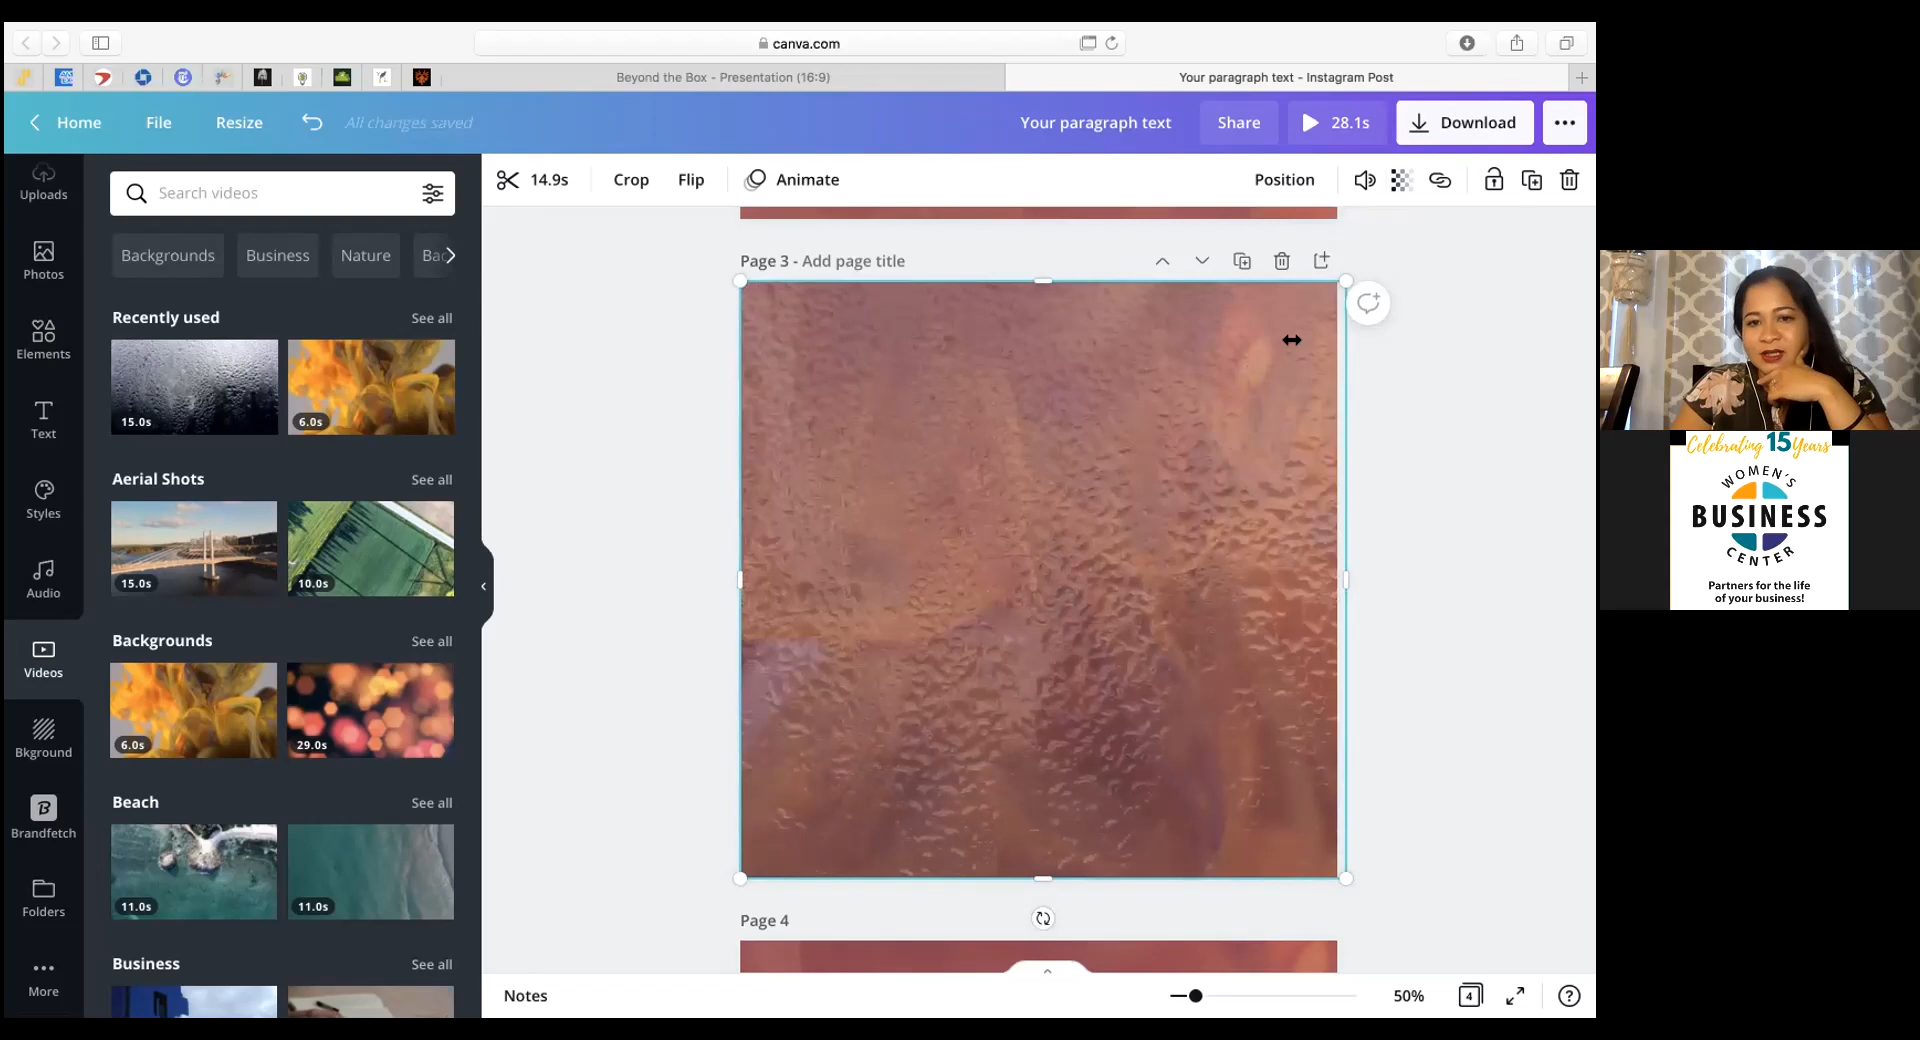 canva.com
Beyond the Box - Presentation (16:9)
Your paragraph text - Instagram Post
Home
File
Resize
All changes saved
Your paragraph text
Share
28.1s
Download
Uploads
Photos
Elements
Text
Styles
Audio
Videos
Bkground
Brandfetch
Folders
More
Search videos
Backgrounds
Business
Nature
Bac
Recently used
See all
15.0s
6.0s
Aerial Shots
See all
15.0s
10.0s
Backgrounds
See all
6.0s
29.0s
Beach
See all
11.0s
11.0s
Business
See all
14.9s
Crop
Flip
Animate
Position
Page 3 - Add page title
Page 4
Notes
50%
4
Celebrating 15 Years
WOMEN'S
BUSINESS
CENTER
Partners for the life
of your business!